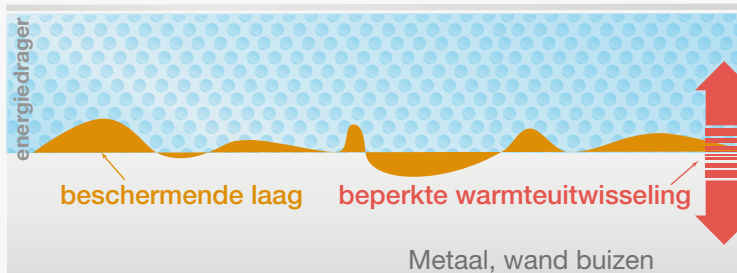 energiedrager
beschermende laag
beperkte warmteuitwisseling
Metaal, wand buizen